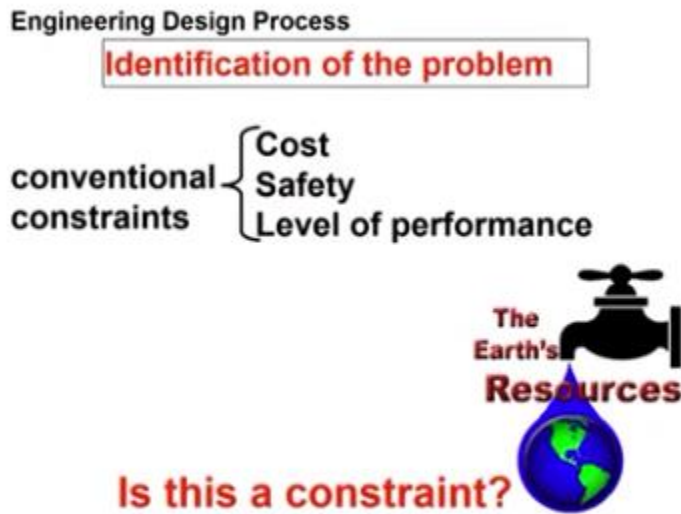 Engineering Design Process
Identification of the problem
conventional
constraints
Cost
Safety
Level of performance
The
Earth's
Resources
Is this a constraint?